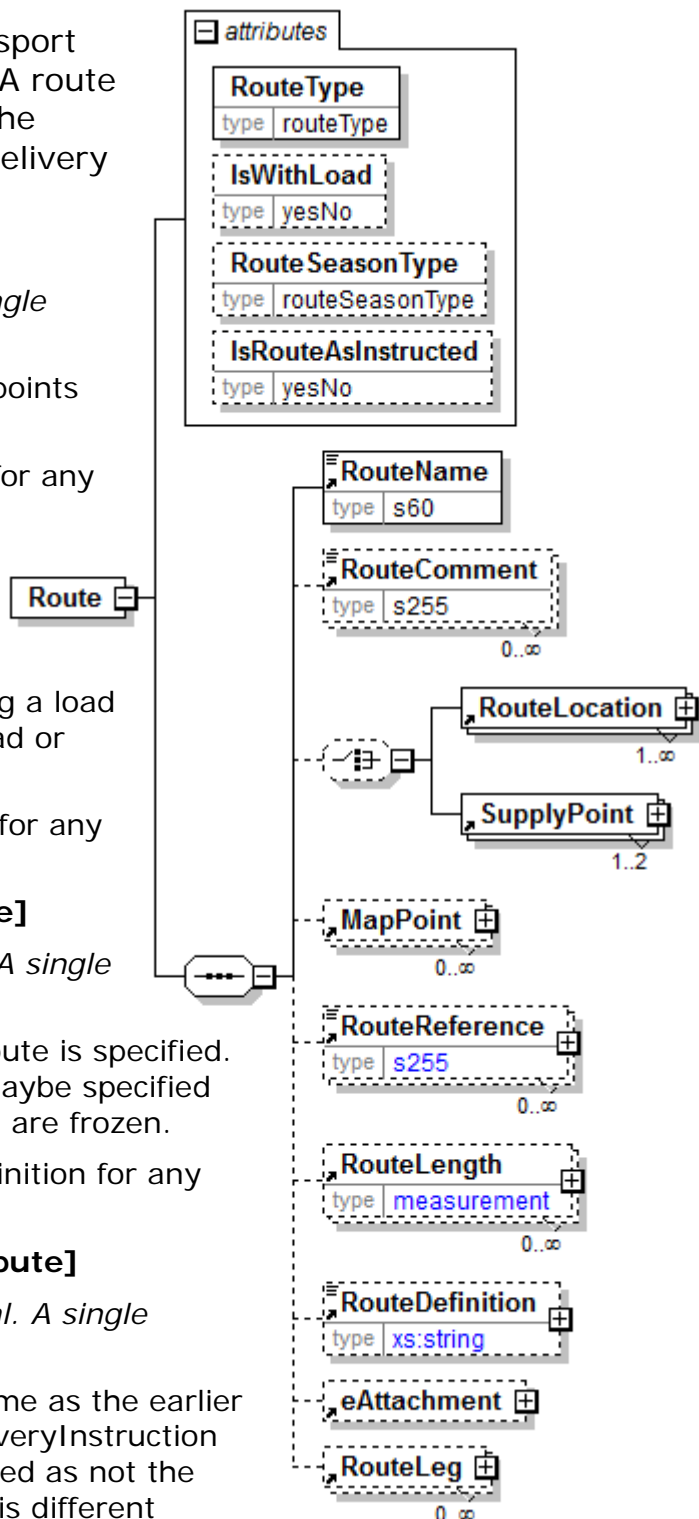 sport
A route
he
elivery
ngle
points
for any
g a load
ad or
for any
e]
A single
oute is specified.
naybe specified
are frozen.
inition for any
oute]
al. A single
me as the earlier
veryInstruction
ed as not the
is different
attributes
RouteType
type routeType
IsWithLoad
type yesNo
RouteSeasonType
type routeSeasonType
IsRouteAsInstructed
type yesNo
Route
RouteName
type s60
RouteComment
type s255
0..∞
RouteLocation
1..∞
SupplyPoint
1..2
MapPoint
0..∞
RouteReference
type s255
0..∞
RouteLength
type measurement
0..∞
RouteDefinition
type xs:string
eAttachment
RouteLeg
0..∞